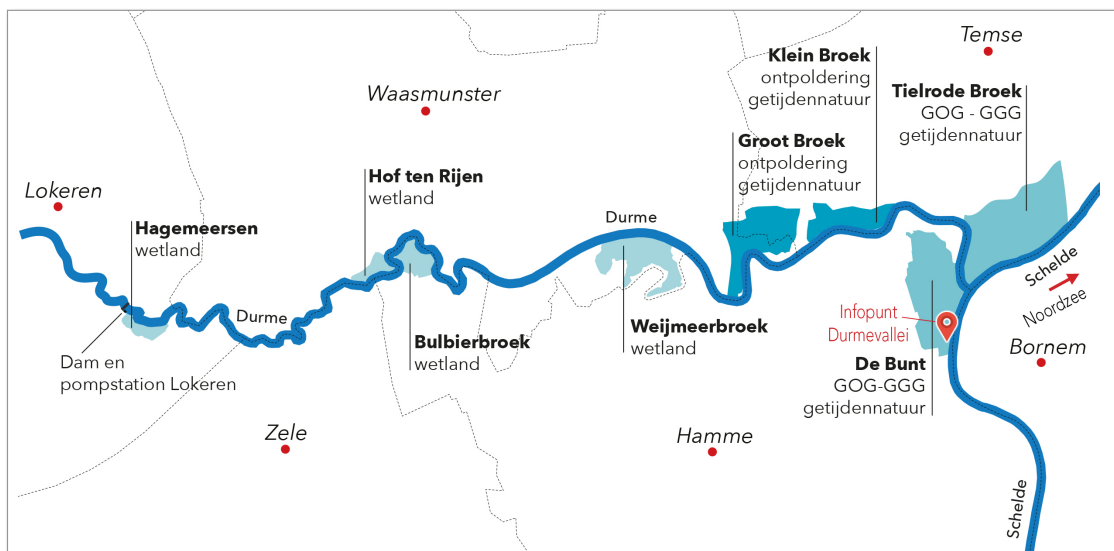 Temse
Klein Broek
ontpoldering
getijdennatuur
Tielrode Broek
GOG - GGG
getijdennatuur
Waasmunster
Groot Broek
ontpoldering
getijdennatuur
Hof ten Rijen
wetland
Lokeren
Hagemeersen
wetland
Durme
Durme
Schelde
Noordzee
Infopunt
Durmevallei
Weijmeerbroek
wetland
Bulbierbroek
wetland
Dam en
pompstation Lokeren
Bornem
De Bunt
GOG-GGG
getijdennatuur
Zele
Hamme
Schelde